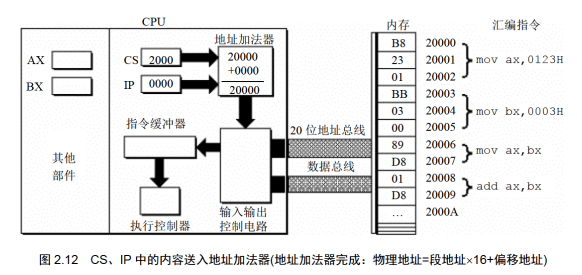 CPU
内存
汇编指令
地址加法器
AX
BX
CS
2000
IP
0000
20000
+0000
20000
指令缓冲器
20 位地址总线
数据总线
其他
部件
执行控制器
输入输出
控制电路
B8 20000
23 20001 mov ax,0123H
01 20002
BB 20003
03 20004 mov bx,0003H
00 20005
89 20006
mov ax,bx
D8 20007
01 20008
add ax,bx
D8 20009
… 2000A
图 2.12 CS、IP 中的内容送入地址加法器(地址加法器完成：物理地址=段地址×16+偏移地址)